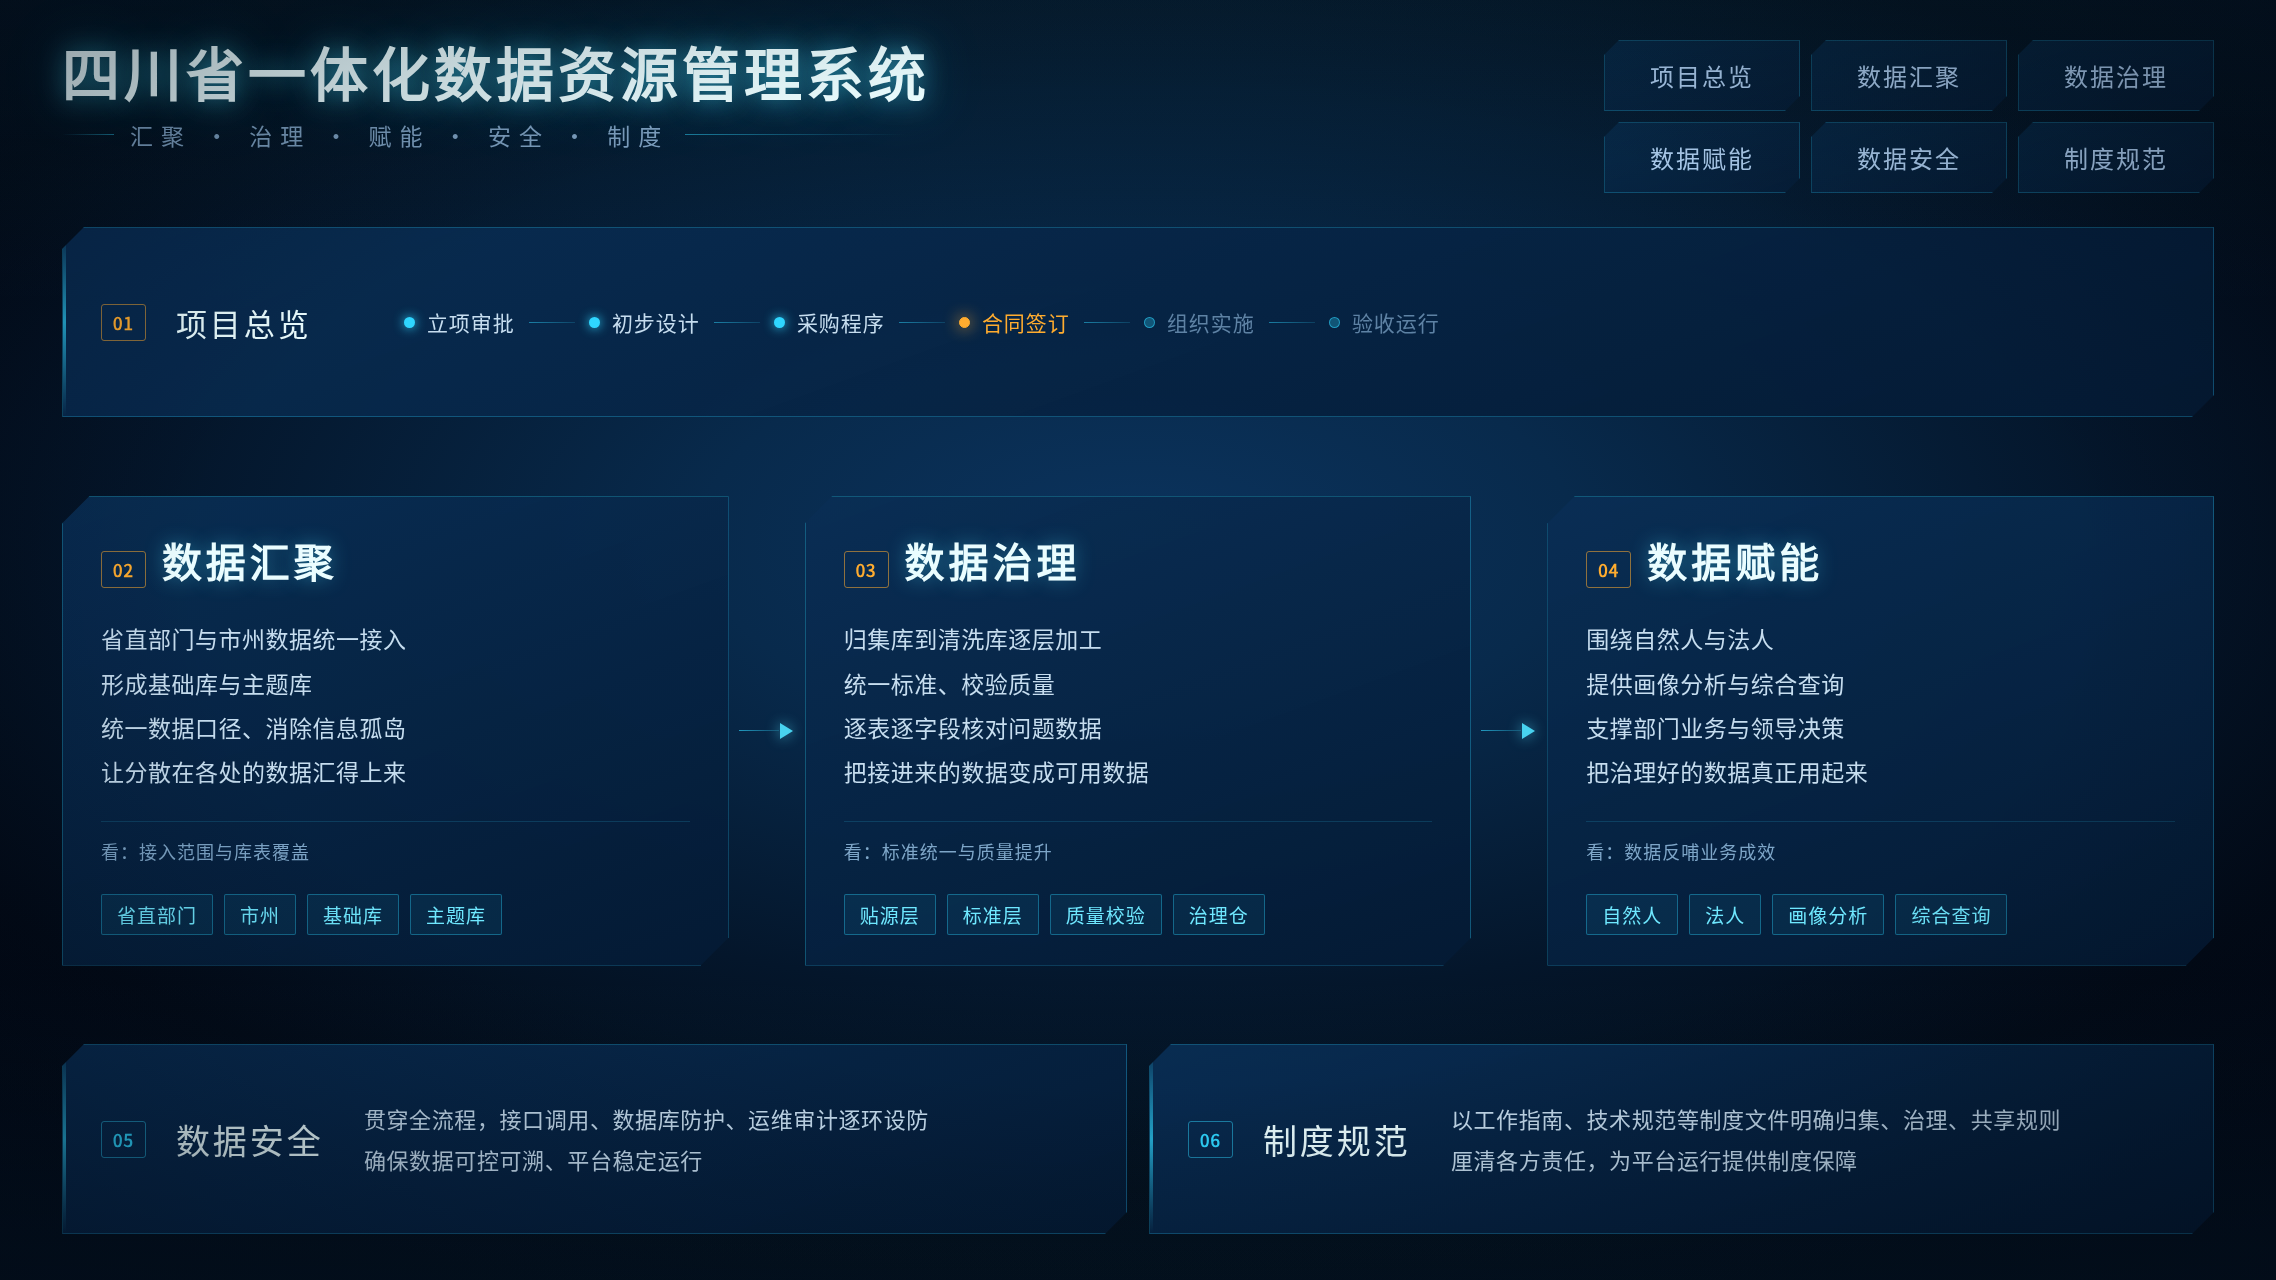 四川省一体化数据资源管理系统
汇聚 • 治理 • 赋能 • 安全 • 制度
项目总览
数据汇聚
数据治理
数据赋能
数据安全
制度规范
01 项目总览
立项审批
初步设计
采购程序
合同签订
组织实施
验收运行
02 数据汇聚
省直部门与市州数据统一接入
形成基础库与主题库
统一数据口径、消除信息孤岛
让分散在各处的数据汇得上来
看：接入范围与库表覆盖
省直部门
市州
基础库
主题库
03 数据治理
归集库到清洗库逐层加工
统一标准、校验质量
逐表逐字段核对问题数据
把接进来的数据变成可用数据
看：标准统一与质量提升
贴源层
标准层
质量校验
治理仓
04 数据赋能
围绕自然人与法人
提供画像分析与综合查询
支撑部门业务与领导决策
把治理好的数据真正用起来
看：数据反哺业务成效
自然人
法人
画像分析
综合查询
05 数据安全
贯穿全流程，接口调用、数据库防护、运维审计逐环设防
确保数据可控可溯、平台稳定运行
06 制度规范
以工作指南、技术规范等制度文件明确归集、治理、共享规则
厘清各方责任，为平台运行提供制度保障